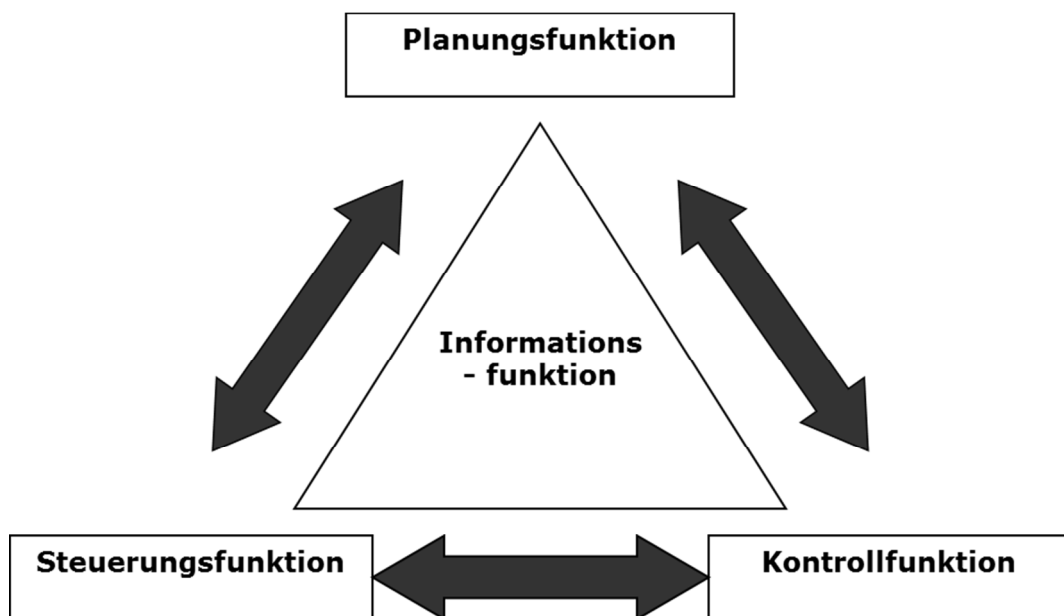 Planungsfunktion
Informations
- funktion
Steuerungsfunktion
Kontrollfunktion